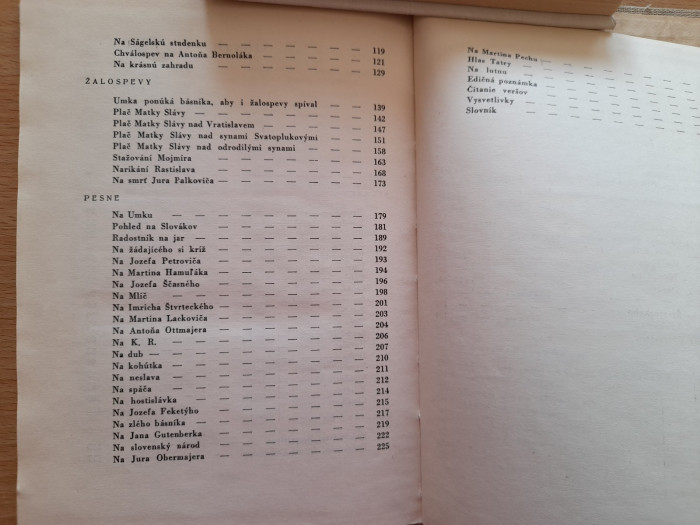 Na Ságelskú studenku — — — — — — — 119
Chválospev na Antoňa Bernoláka — — — — — 121
Na krásnú zahradu — — — — — — — 129
ŽALOSPEVY
Umka ponúká básnika, aby i žalospevy spíval — — 139
Plač Matky Slávy — — — — — — — 142
Plač Matky Slávy nad Vratislavem — — — — — 147
Plač Matky Slávy nad synami Svatoplukovými — — 151
Plač Matky Slávy nad odrodilými synami — — — 158
Stažování Mojmíra — — — — — — — 163
Naríkání Rastislava — — — — — — — 168
Na smrť Jura Palkoviča — — — — — — — 173
PESNE
Na Umku — — — — — — — — 179
Pohled na Slovákov — — — — — — — 181
Radostník na jar — — — — — — — — 189
Na žádajícého si kríž — — — — — — — 192
Na Jozefa Petroviča — — — — — — — 193
Na Martina Hamuľáka — — — — — — — 194
Na Jozefa Ščasného — — — — — — — 196
Na Mlič — — — — — — — — 198
Na Imricha Štvrteckého — — — — — — — 201
Na Martina Lackoviča — — — — — — — 203
Na Antoňa Ottmajera — — — — — — — 204
Na K. R. — — — — — — — — 206
Na dub — — — — — — — — 207
Na kohútka — — — — — — — 210
Na neslava — — — — — — — 211
Na spáča — — — — — — — 212
Na hostislávka — — — — — — — 214
Na Jozefa Feketýho — — — — — — — 215
Na zlého básnika — — — — — — — 217
Na Jana Gutenberka — — — — — — — 219
Na slovenský národ — — — — — — — 222
Na Jura Obermajera — — — — — — — 225
Na Martina
Hlas Tatry
Na lutnu
Edičná poznámka
Čítanie veršov
Vysvetlivky
Slovník